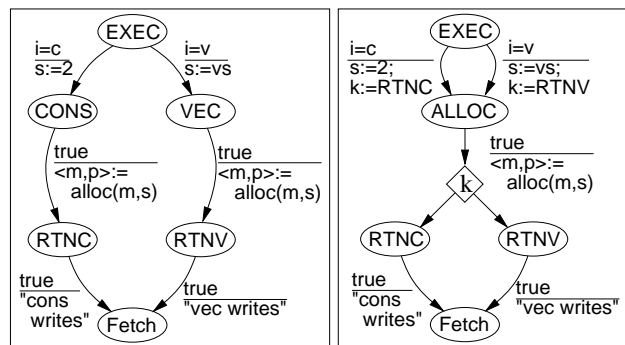 EXEC
i=c
s:=2
i=v
s:=vs
CONS
VEC
true
<m,p>:=
alloc(m,s)
true
<m,p>:=
alloc(m,s)
RTNC
RTNV
true
"cons
writes"
true
"vec writes"
Fetch
EXEC
i=c
s:=2;
k:=RTNC
i=v
s:=vs;
k:=RTNV
ALLOC
true
<m,p>:=
alloc(m,s)
k
RTNC
RTNV
true
"cons
writes"
true
"vec writes"
Fetch